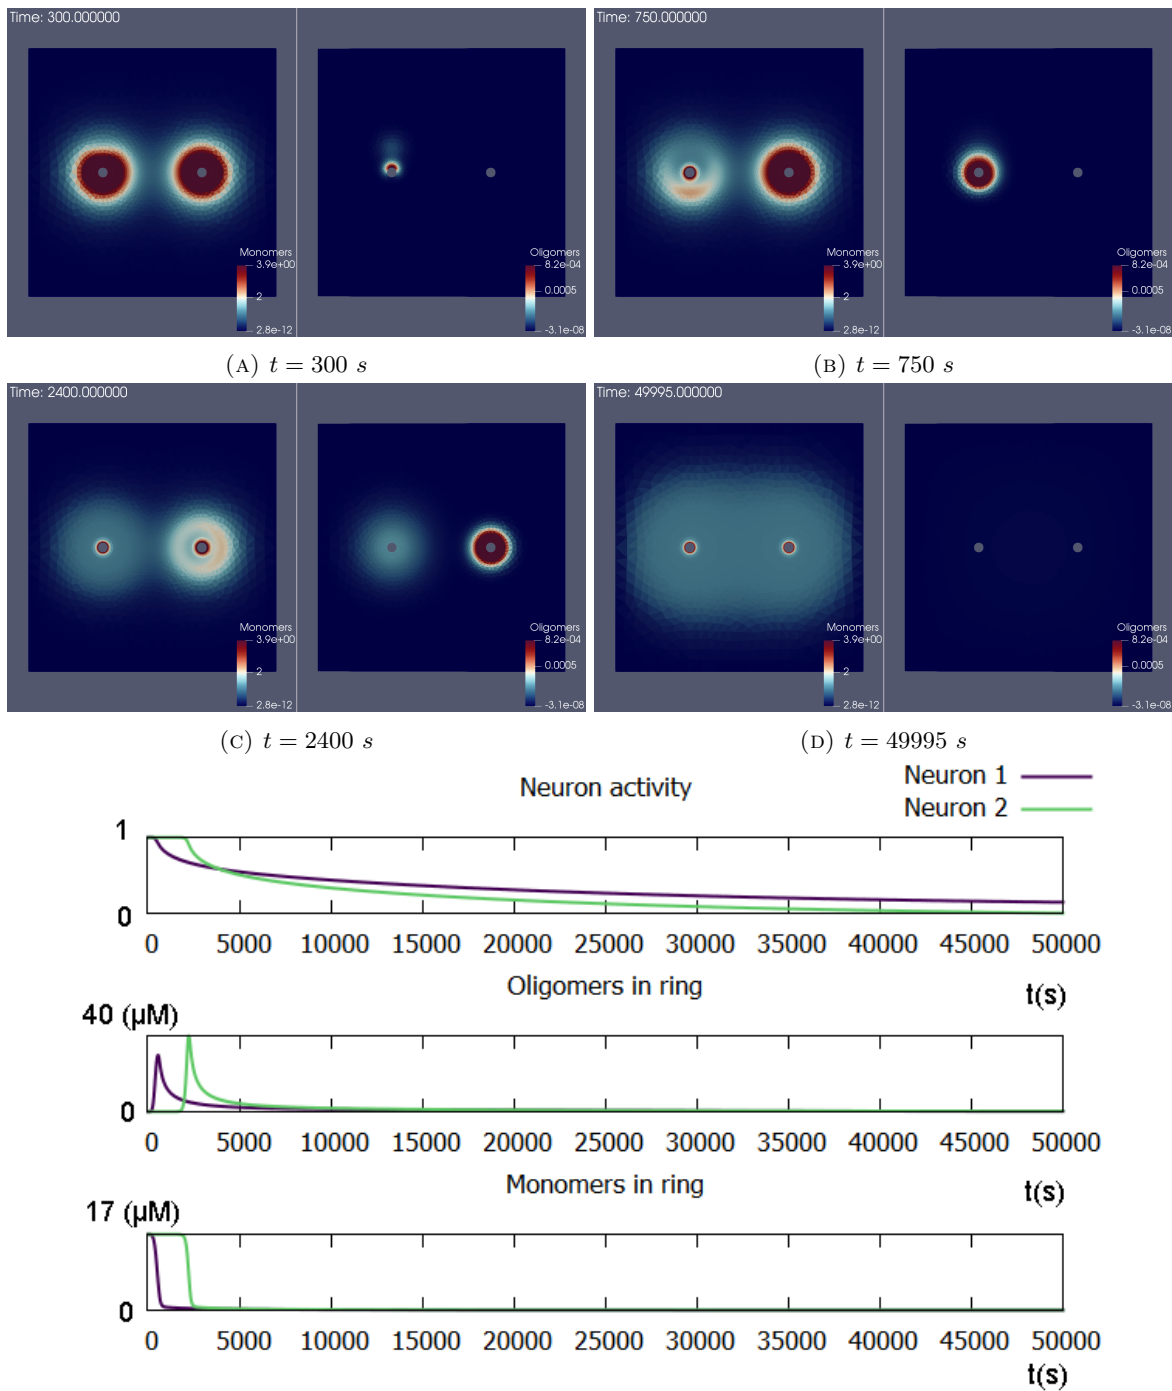 Time: 300.000000
Monomers
3.9e+00
2
2.8e-12
Oligomers
8.2e-04
0.0005
-3.1e-08
(A) t = 300 s
Time: 750.000000
Monomers
3.9e+00
2
2.8e-12
Oligomers
8.2e-04
0.0005
-3.1e-08
(B) t = 750 s
Time: 2400.000000
Monomers
3.9e+00
2
2.8e-12
Oligomers
8.2e-04
0.0005
-3.1e-08
(C) t = 2400 s
Time: 49995.000000
Monomers
3.9e+00
2
2.8e-12
Oligomers
8.2e-04
0.0005
-3.1e-08
(D) t = 49995 s
Neuron activity
Neuron 1
Neuron 2
1
0
0 5000 10000 15000 20000 25000 30000 35000 40000 45000 50000
t(s)
Oligomers in ring
40 (μM)
0
0 5000 10000 15000 20000 25000 30000 35000 40000 45000 50000
t(s)
Monomers in ring
17 (μM)
0
0 5000 10000 15000 20000 25000 30000 35000 40000 45000 50000
t(s)